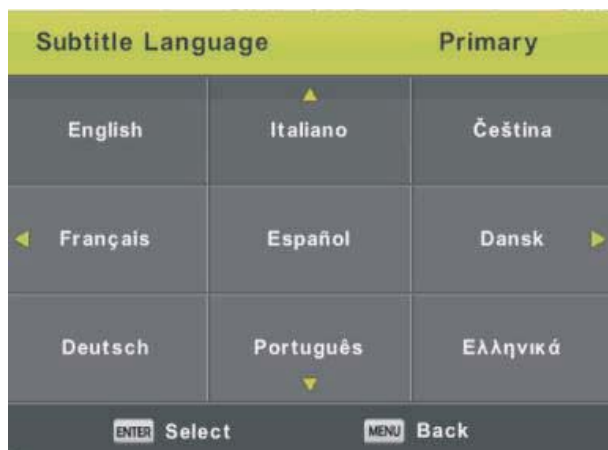 Subtitle Language Primary
English Italiano Čeština
Français Español Dansk
Deutsch Português Ελληνικά
ENTER Select MENU Back